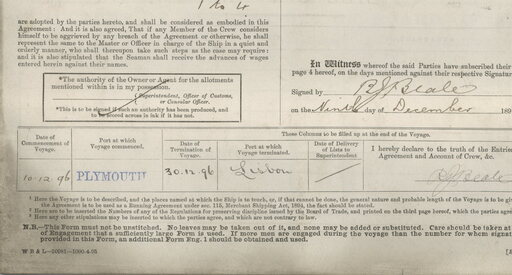 1 to 4
are adopted by the parties hereto, and shall be considered as embodied in this
Agreement: And it is also agreed, That if any Member of the Crew considers
himself to be aggrieved by any breach of the Agreement or otherwise, he shall
represent the same to the Master or Officer in charge of the Ship in a quiet and
orderly manner, who shall thereupon take such steps as the case may require:
and it is also stipulated that the Seaman shall receive the advances of wages
entered herein against their names.
*The authority of the Owner or Agent for the allotments
mentioned within is in my possession.
Superintendent, Officer of Customs,
or Consular Officer.
*This is to be signed if such an authority has been produced, and
to be scored across in ink if it has not.
In Witness whereof the said Parties have subscribed their
page 4 hereof, on the days mentioned against their respective Signatur
Signed by B J Beale
on the Ninth day of December 189
These Columns to be filled up at the end of the Voyage.
Date of
Commencement of
Voyage.
Port at which
Voyage commenced.
Date of
Termination of
Voyage.
Port at which
Voyage terminated.
Date of
Delivery
of Lists to
Superintendent
I hereby declare to the truth of the Entries
Agreement and Account of Crew, &c.
10.12.96 PLYMOUTH 30.12.96 Lisbon B J Beale
¹ Here the Voyage is to be described, and the places named at which the Ship is to touch, or, if that cannot be done, the general nature and probable length of the Voyage is to be
the Agreement is to be used as a Running Agreement under sec. 115, Merchant Shipping Act, 1894, the fact should be stated.
² Here are to be inserted the Numbers of any of the Regulations for preserving discipline issued by the Board of Trade, and printed on the third page hereof, which the parties agree
³ Here any other stipulations may be inserted to which the parties agree, and which are not contrary to law.
N.B.—This Form must not be unstitched. No leaves may be taken out of it, and none may be added or substituted. Care should be taken at
of Engagement that a sufficiently large Form is used. If more men are engaged during the voyage than the number for whom signat
provided in this Form, an additional Form Eng. 1 should be obtained and used.